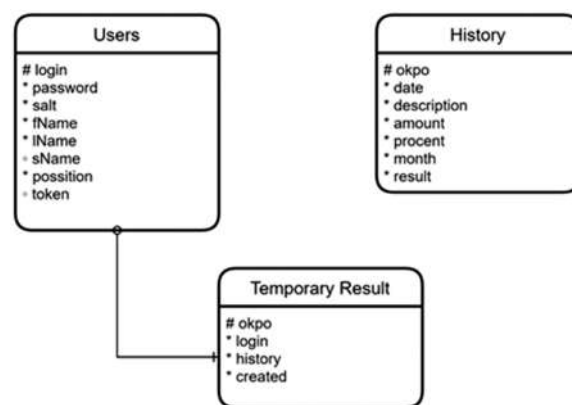 Users
# login
* password
* salt
* fName
* lName
◦ sName
* possition
◦ token
History
# okpo
* date
* description
* amount
* procent
* month
* result
Temporary Result
# okpo
* login
* history
* created